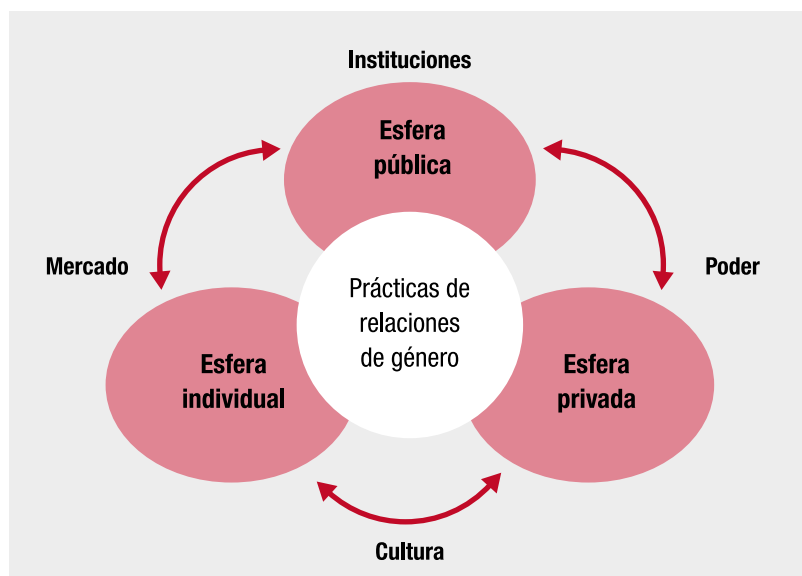 Instituciones
Esfera
pública
Mercado
Poder
Prácticas de
relaciones
de género
Esfera
individual
Esfera
privada
Cultura